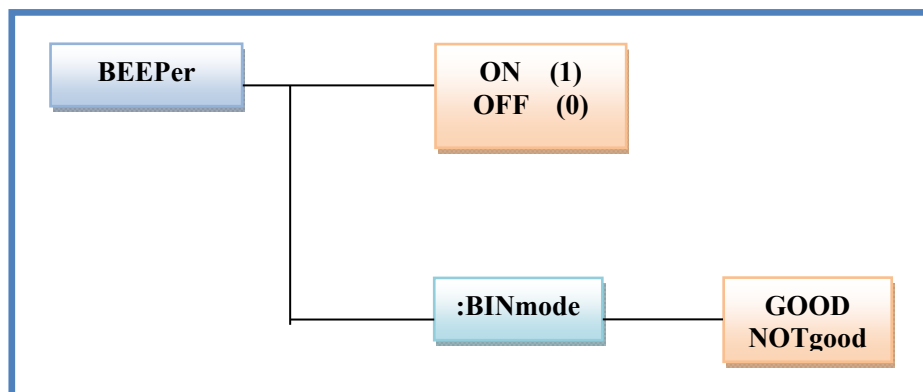 BEEPer
ON (1)
OFF (0)
:BINmode
GOOD
NOTgood